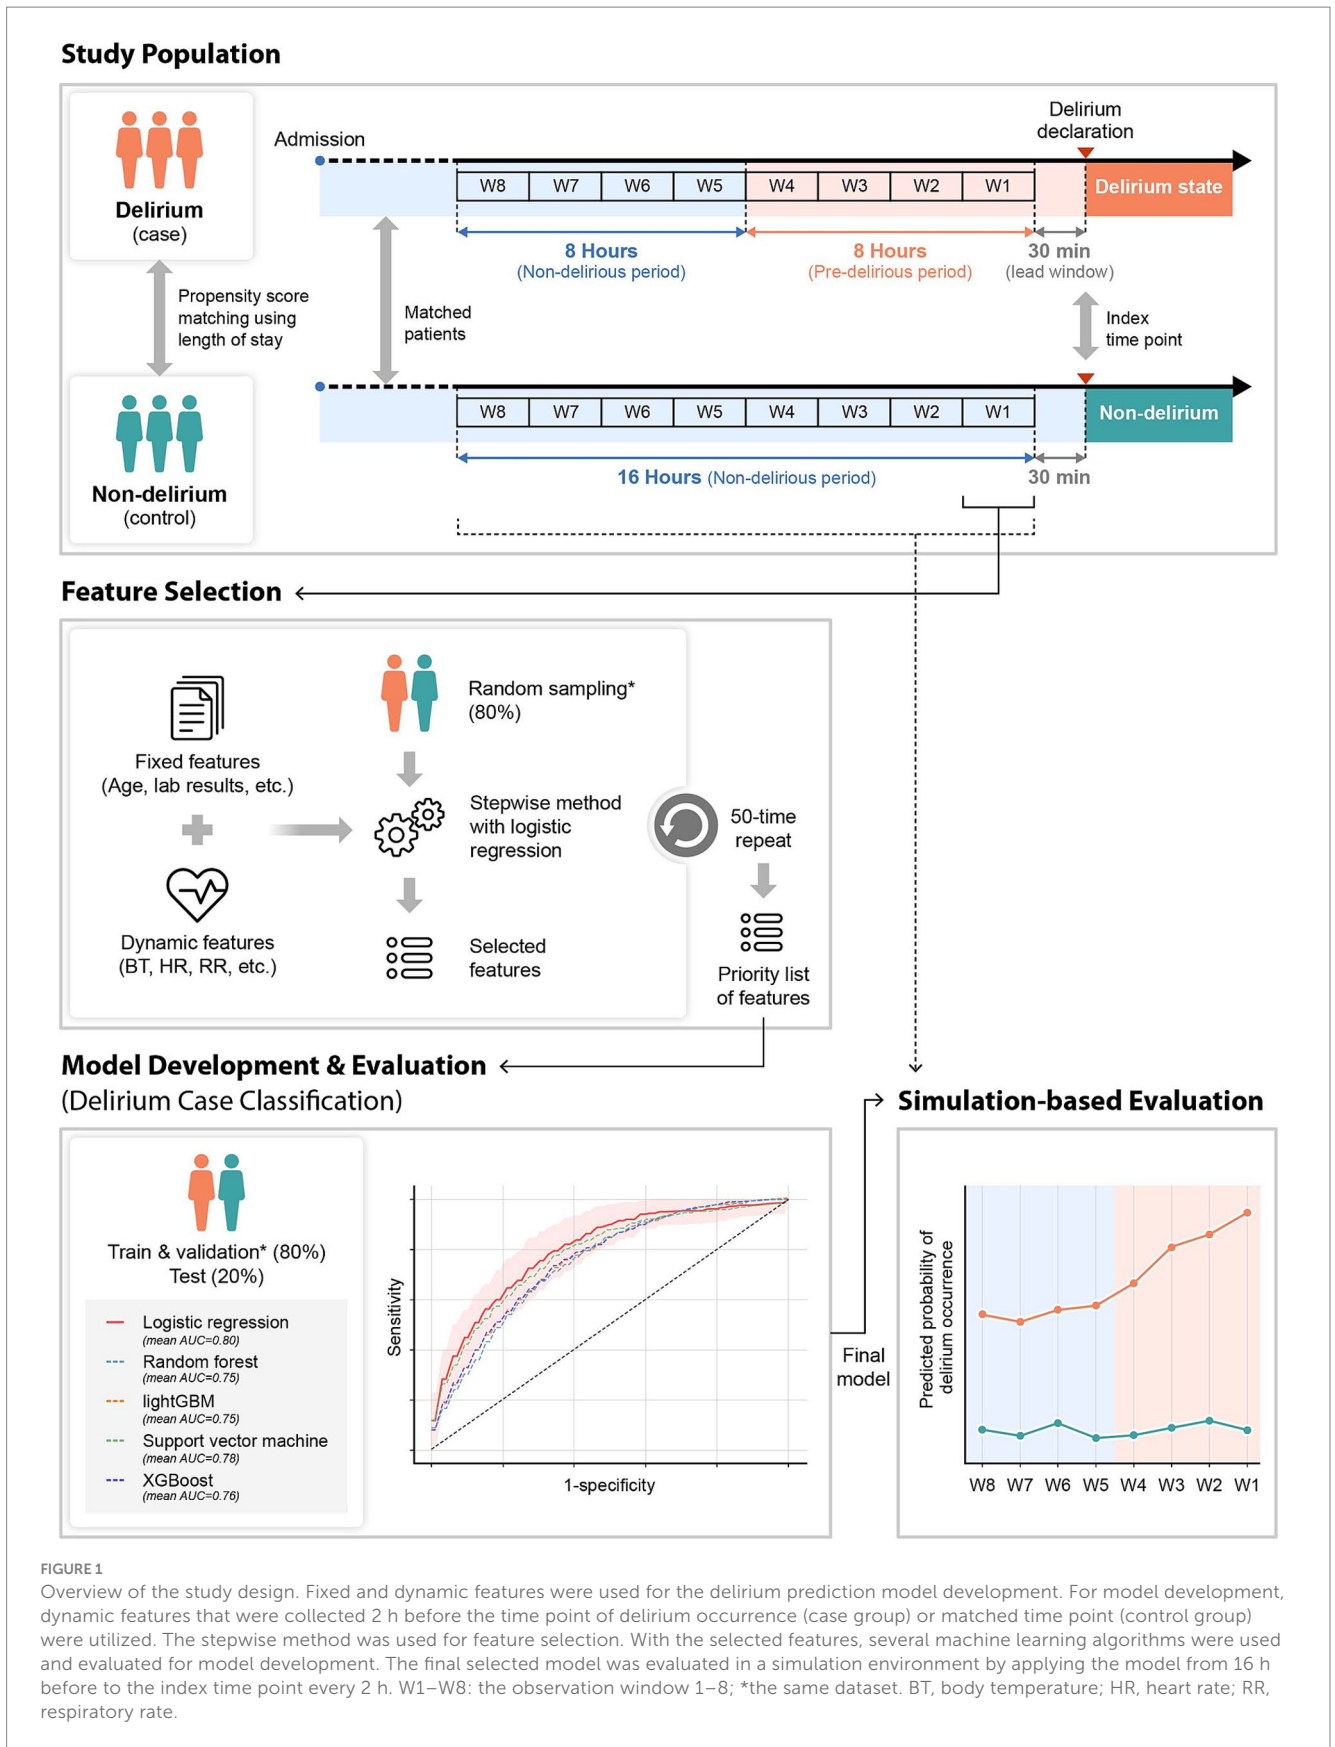 Study Population
Delirium
(case)
Propensity score
matching using
length of stay
Non-delirium
(control)
Admission
Delirium
declaration
W8 W7 W6 W5 W4 W3 W2 W1
Delirium state
8 Hours
(Non-delirious period)
8 Hours
(Pre-delirious period)
30 min
(lead window)
Matched
patients
Index
time point
W8 W7 W6 W5 W4 W3 W2 W1
Non-delirium
16 Hours (Non-delirious period)
30 min
Feature Selection
Fixed features
(Age, lab results, etc.)
Dynamic features
(BT, HR, RR, etc.)
Random sampling*
(80%)
Stepwise method
with logistic
regression
Selected
features
50-time
repeat
Priority list
of features
Model Development & Evaluation
(Delirium Case Classification)
Train & validation* (80%)
Test (20%)
Logistic regression
(mean AUC=0.80)
Random forest
(mean AUC=0.75)
lightGBM
(mean AUC=0.75)
Support vector machine
(mean AUC=0.78)
XGBoost
(mean AUC=0.76)
Sensitivity
1-specificity
Final
model
Simulation-based Evaluation
Predicted probability of
delirium occurrence
W8 W7 W6 W5 W4 W3 W2 W1
FIGURE 1
Overview of the study design. Fixed and dynamic features were used for the delirium prediction model development. For model development,
dynamic features that were collected 2 h before the time point of delirium occurrence (case group) or matched time point (control group)
were utilized. The stepwise method was used for feature selection. With the selected features, several machine learning algorithms were used
and evaluated for model development. The final selected model was evaluated in a simulation environment by applying the model from 16 h
before to the index time point every 2 h. W1–W8: the observation window 1–8; *the same dataset. BT, body temperature; HR, heart rate; RR,
respiratory rate.